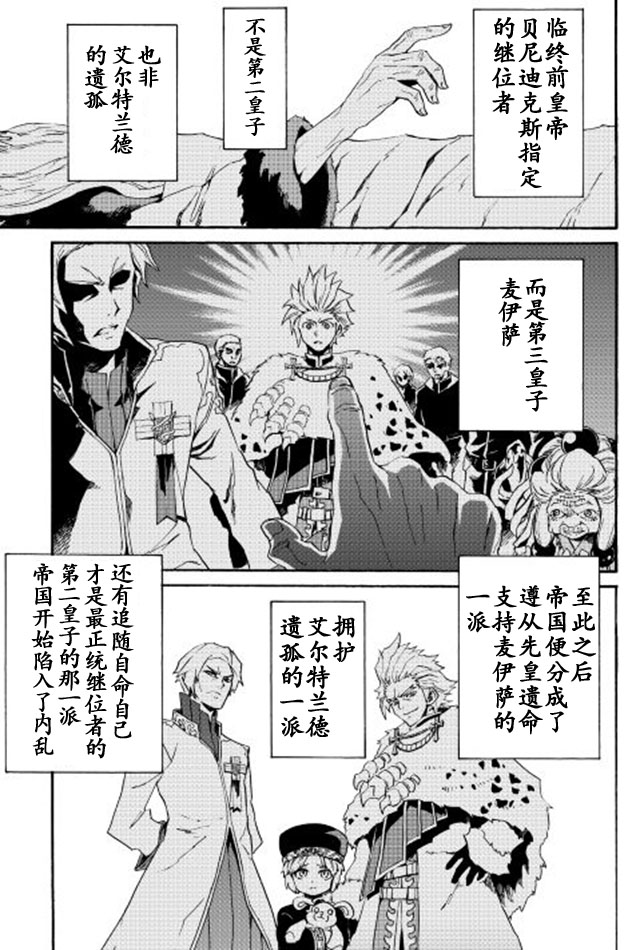 临终前皇帝
贝尼迪克斯指定
的继位者
不是第二皇子
也非
艾尔特兰德
的遗孤
而是第三皇子
麦伊萨
至此之后
帝国便分成了
遵从先皇遗命
支持麦伊萨的
一派
拥护
艾尔特兰德
遗孤的一派
还有追随自命自己
才是最正统继位者的
第二皇子的那一派
帝国开始陷入了内乱